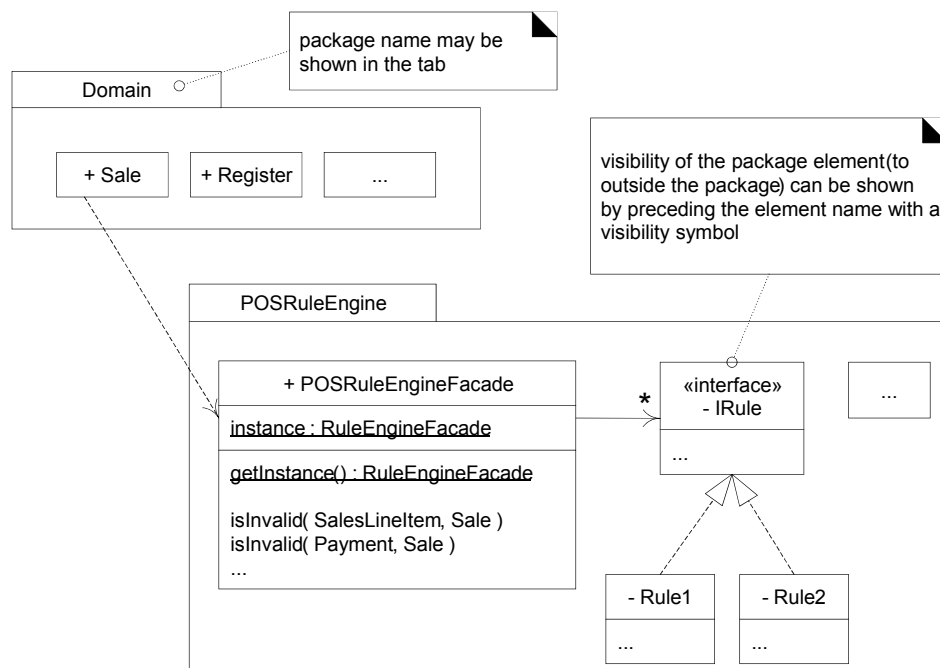 package name may be
shown in the tab
Domain
+ Sale
+ Register
...
visibility of the package element(to
outside the package) can be shown
by preceding the element name with a
visibility symbol
POSRuleEngine
+ POSRuleEngineFacade
instance : RuleEngineFacade
getInstance() : RuleEngineFacade
isInvalid( SalesLineItem, Sale )
isInvalid( Payment, Sale )
...
*
«interface»
- IRule
...
...
- Rule1
...
- Rule2
...